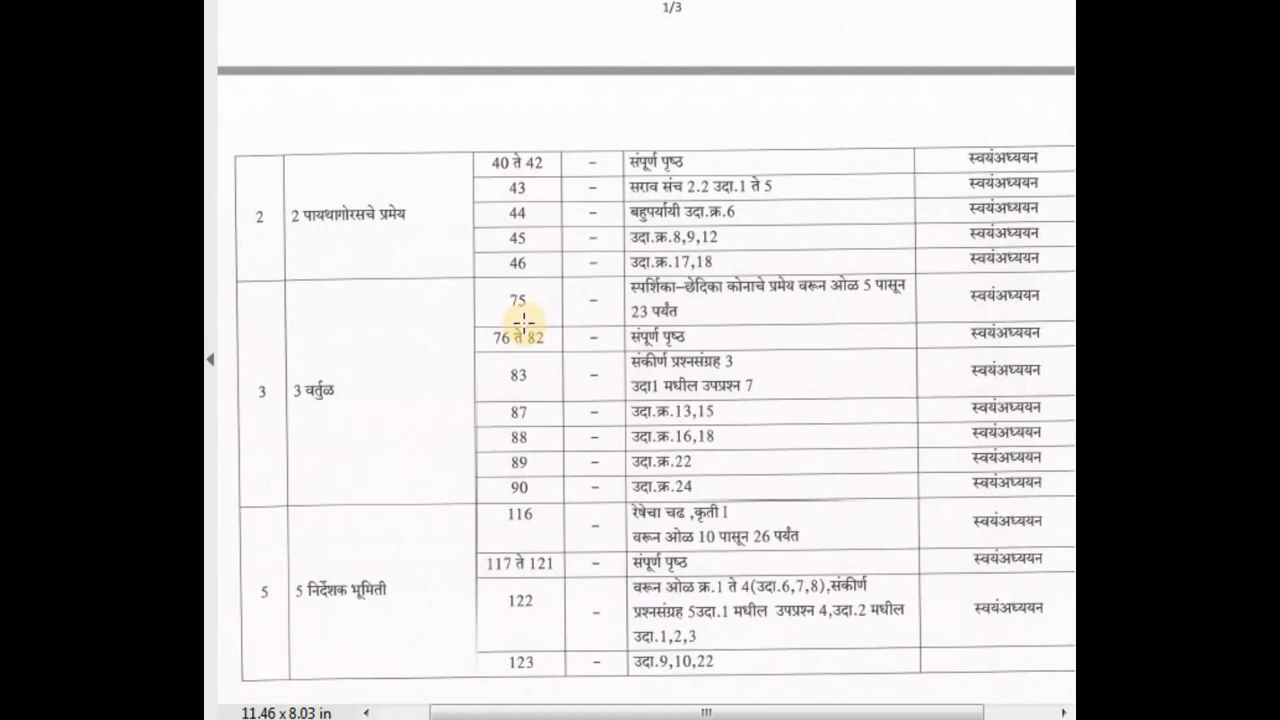 1/3
2 2 पायथागोरसचे प्रमेय 40 ते 42 – संपूर्ण पृष्ठ स्वयंअध्ययन
43 – सराव संच 2.2 उदा.1 ते 5 स्वयंअध्ययन
44 – बहुपर्यायी उदा.क्र.6 स्वयंअध्ययन
45 – उदा.क्र.8,9,12 स्वयंअध्ययन
46 – उदा.क्र.17,18 स्वयंअध्ययन
3 3 वर्तुळ 75 – स्पर्शिका–छेदिका कोनाचे प्रमेय वरून ओळ 5 पासून
23 पर्यंत स्वयंअध्ययन
76 ते 82 – संपूर्ण पृष्ठ स्वयंअध्ययन
83 – संकीर्ण प्रश्नसंग्रह 3
उदा1 मधील उपप्रश्न 7 स्वयंअध्ययन
87 – उदा.क्र.13,15 स्वयंअध्ययन
88 – उदा.क्र.16,18 स्वयंअध्ययन
89 – उदा.क्र.22 स्वयंअध्ययन
90 – उदा.क्र.24 स्वयंअध्ययन
5 5 निर्देशक भूमिती 116 – रेषेचा चढ ,कृती I
वरून ओळ 10 पासून 26 पर्यंत स्वयंअध्ययन
117 ते 121 – संपूर्ण पृष्ठ स्वयंअध्ययन
122 – वरून ओळ क्र.1 ते 4(उदा.6,7,8),संकीर्ण
प्रश्नसंग्रह 5उदा.1 मधील उपप्रश्न 4,उदा.2 मधील
उदा.1,2,3 स्वयंअध्ययन
123 – उदा.9,10,22
11.46 x 8.03 in